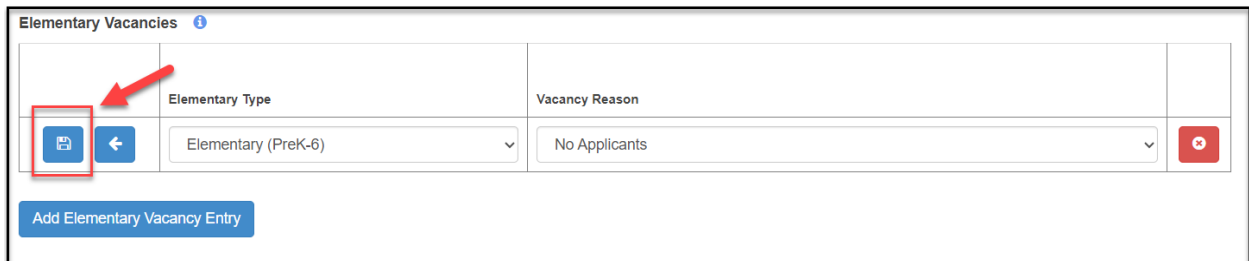 Elementary Vacancies
Elementary Type
Vacancy Reason
Elementary (PreK-6)
No Applicants
Add Elementary Vacancy Entry